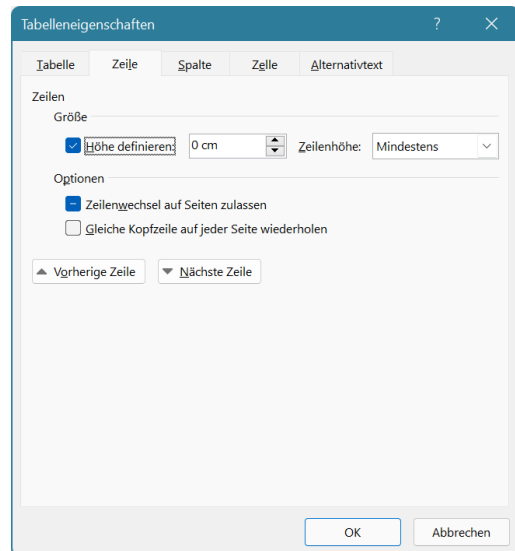 Tabelleneigenschaften ?
Tabelle Zeile Spalte Zelle Alternativtext
Zeilen
Größe
Höhe definieren: 0 cm Zeilenhöhe: Mindestens
Optionen
Zeilenwechsel auf Seiten zulassen
Gleiche Kopfzeile auf jeder Seite wiederholen
Vorherige Zeile Nächste Zeile
OK Abbrechen